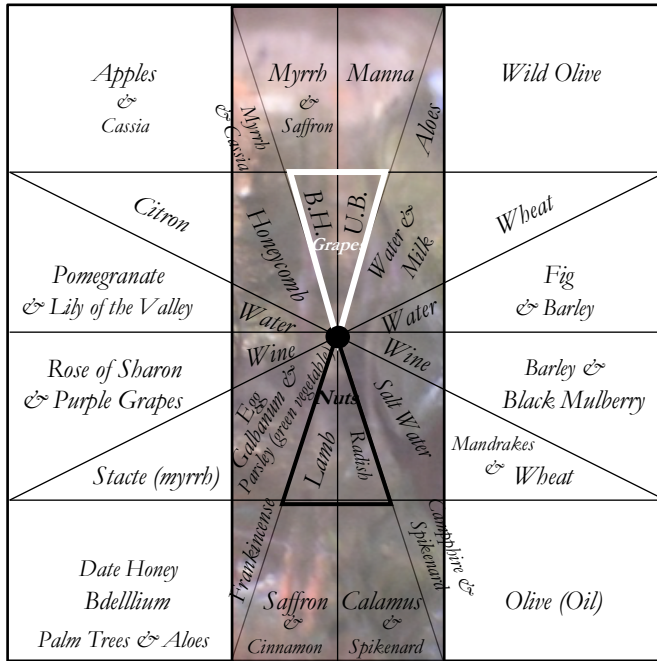 Apples
&
Cassia
Myrrh
&
Saffron
Manna
Wild Olive
Myrrh
& Cassia
Aloes
Citron
B.H.
U.B.
Grapes
Honeycomb
Water &
Milk
Wheat
Pomegranate
& Lily of the Valley
Fig
& Barley
Water
Water
Wine
Wine
Rose of Sharon
& Purple Grapes
Egg
Galbanum &
Parsley (green vegetable)
Nuts
Lamb
Radish
Salt Water
Barley &
Black Mulberry
Stacte (myrrh)
Mandrakes
& Wheat
Frankincense
Campphire &
Spikenard
Date Honey
Bdelllium
Palm Trees & Aloes
Saffron
&
Cinnamon
Calamus
&
Spikenard
Olive (Oil)